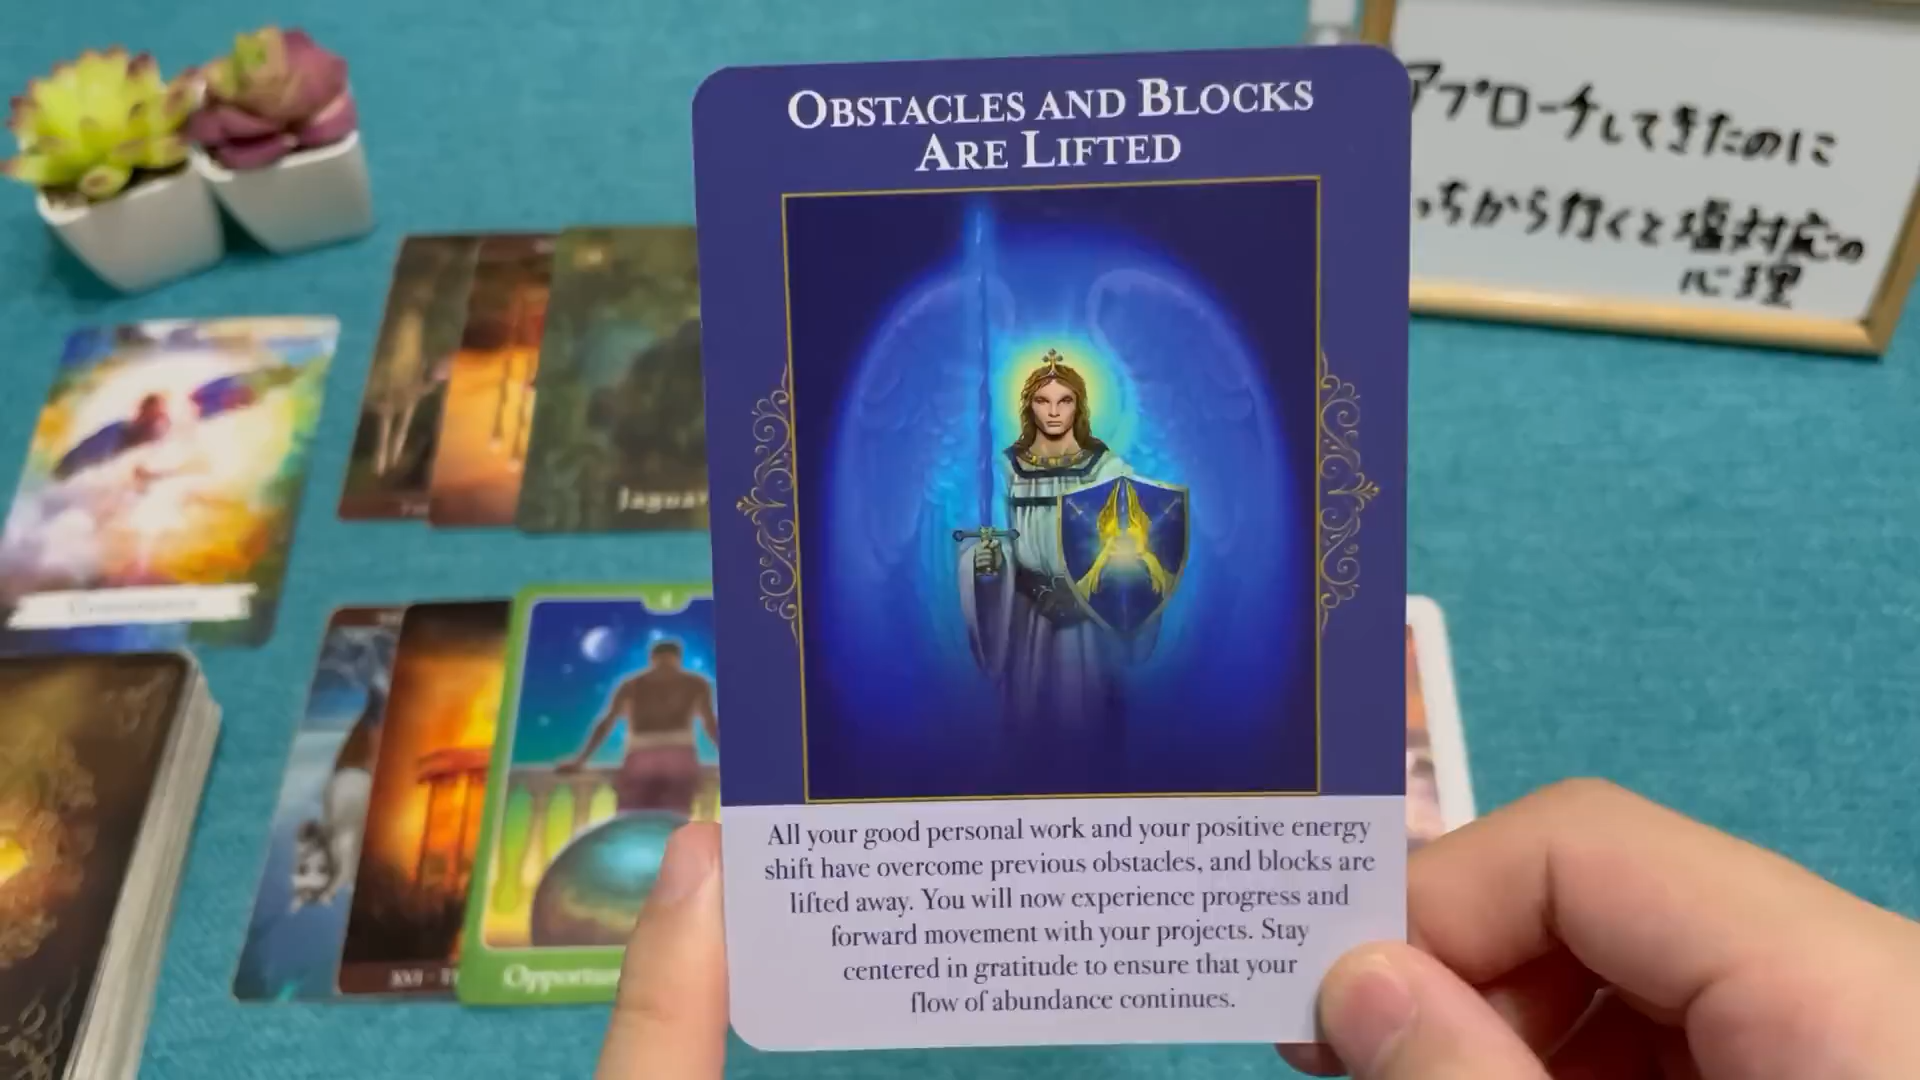 OBSTACLES AND BLOCKS
ARE LIFTED
All your good personal work and your positive energy
shift have overcome previous obstacles, and blocks are
lifted away. You will now experience progress and
forward movement with your projects. Stay
centered in gratitude to ensure that your
flow of abundance continues.
アプローチしてきたのに
っちから行くと塩対応の
心理
Jaguar
XVI - T
Opportun